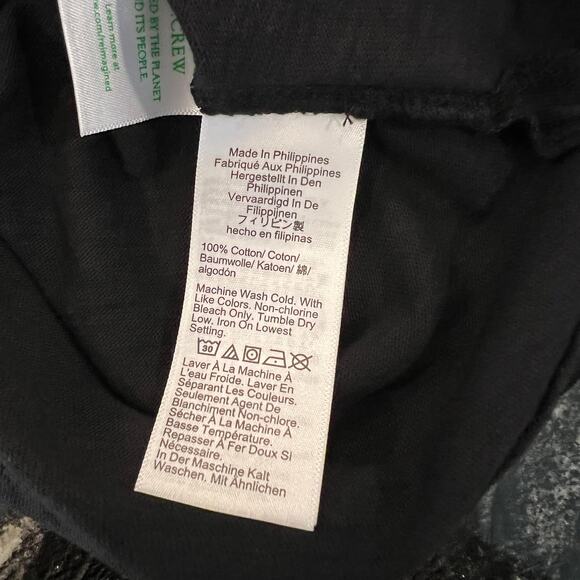 Learn more at
www.com/reimagined
CREW
ED BY THE PLANET
D ITS PEOPLE.
Made In Philippines
Fabriqué Aux Philippines
Hergestellt In Den
Philippinen
Vervaardigd In De
Filippijnen
フィリピン製
hecho en filipinas
100% Cotton/ Coton/
Baumwolle/ Katoen/ 綿/
algodón
Machine Wash Cold. With
Like Colors. Non-chlorine
Bleach Only. Tumble Dry
Low. Iron On Lowest
Setting.
30
Laver À La Machine À
L'eau Froide. Laver En
Séparant Les Couleurs.
Seulement Agent De
Blanchiment Non-chlore.
Sécher À La Machine À
Basse Température.
Repasser À Fer Doux Si
Nécessaire.
In Der Maschine Kalt
Waschen. Mit Ähnlichen